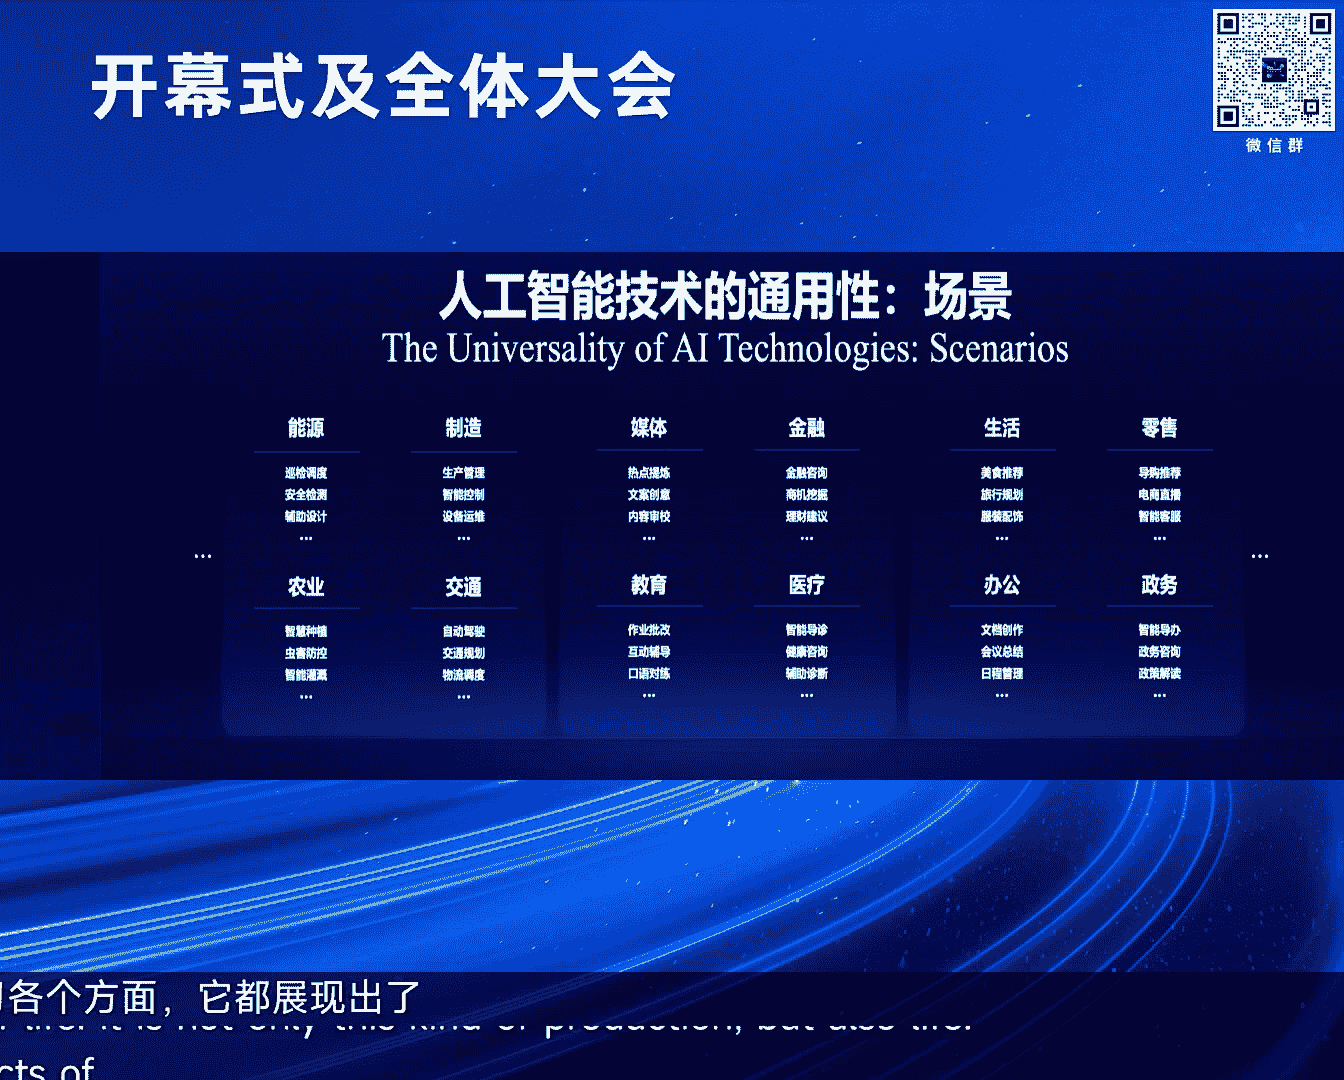 开幕式及全体大会
微信群
人工智能技术的通用性：场景
The Universality of AI Technologies: Scenarios
能源
巡检调度
安全检测
辅助设计
...
制造
生产管理
智能控制
设备运维
...
媒体
热点提炼
文案创意
内容审校
...
金融
金融咨询
商机挖掘
理财建议
...
生活
美食推荐
旅行规划
服装配饰
...
零售
导购推荐
电商直播
智能客服
...
...
...
农业
智慧种植
虫害防控
智能灌溉
...
交通
自动驾驶
交通规划
物流调度
...
教育
作业批改
互动辅导
口语对练
...
医疗
智能导诊
健康咨询
辅助诊断
...
办公
文档创作
会议总结
日程管理
...
政务
智能导办
政务咨询
政策解读
...
各个方面，它都展现出了
life. It is not only this kind of production, but also life.
cts of